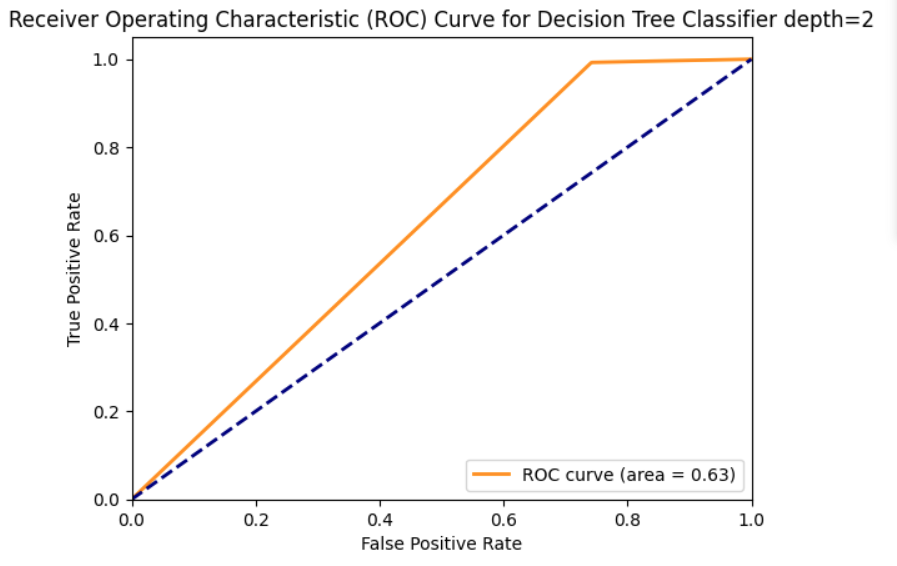 Receiver Operating Characteristic (ROC) Curve for Decision Tree Classifier depth=2
1.0
0.8
0.6
0.4
0.2
0.0
True Positive Rate
ROC curve (area = 0.63)
0.0 0.2 0.4 0.6 0.8 1.0
False Positive Rate